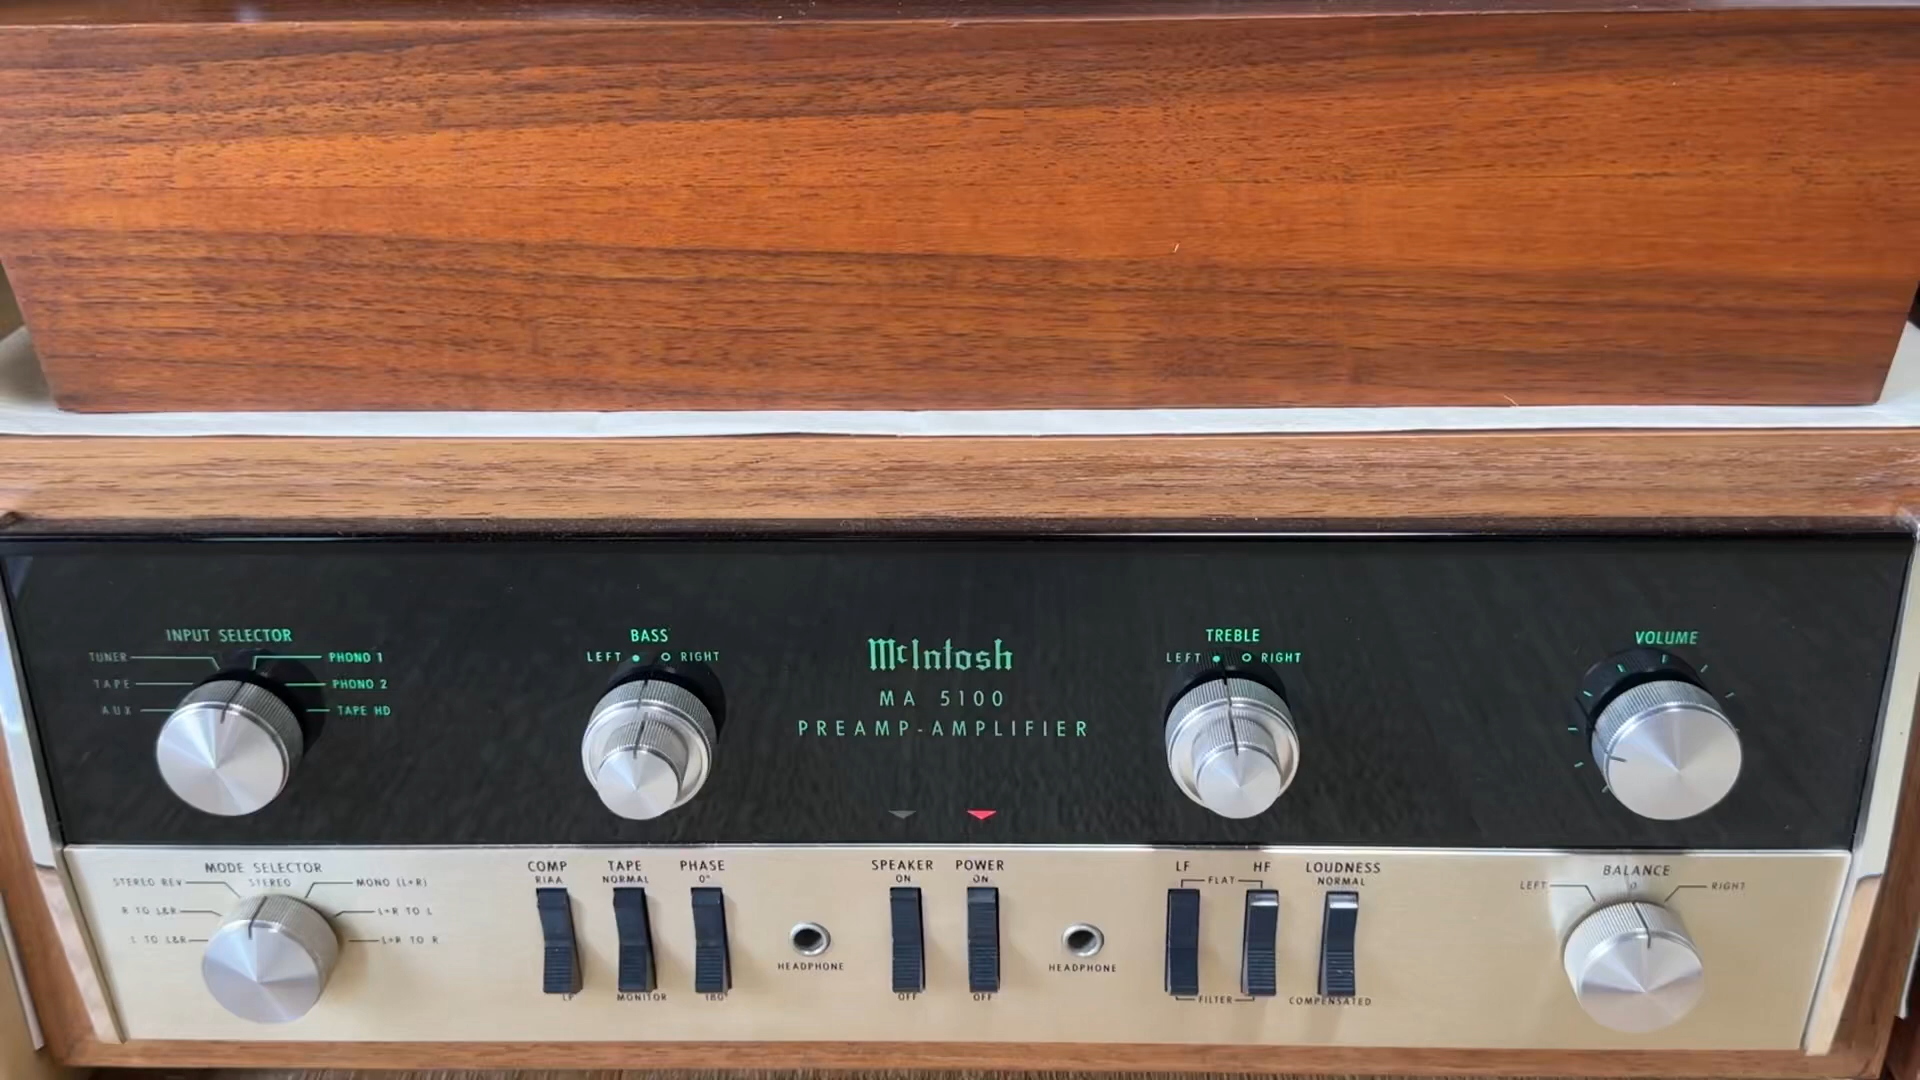 INPUT SELECTOR
TUNER PHONO 1
TAPE PHONO 2
AUX TAPE HD
BASS
LEFT RIGHT
McIntosh
MA 5100
PREAMP-AMPLIFIER
TREBLE
LEFT RIGHT
VOLUME
MODE SELECTOR
STEREO REV STEREO MONO (L+R)
R TO L&R L+R TO L
L TO L&R L+R TO R
COMP TAPE PHASE
RIAA NORMAL 0°
LP MONITOR 180°
HEADPHONE
SPEAKER POWER
ON ON
OFF OFF
HEADPHONE
LF HF LOUDNESS
FLAT NORMAL
FILTER COMPENSATED
BALANCE
LEFT 0 RIGHT